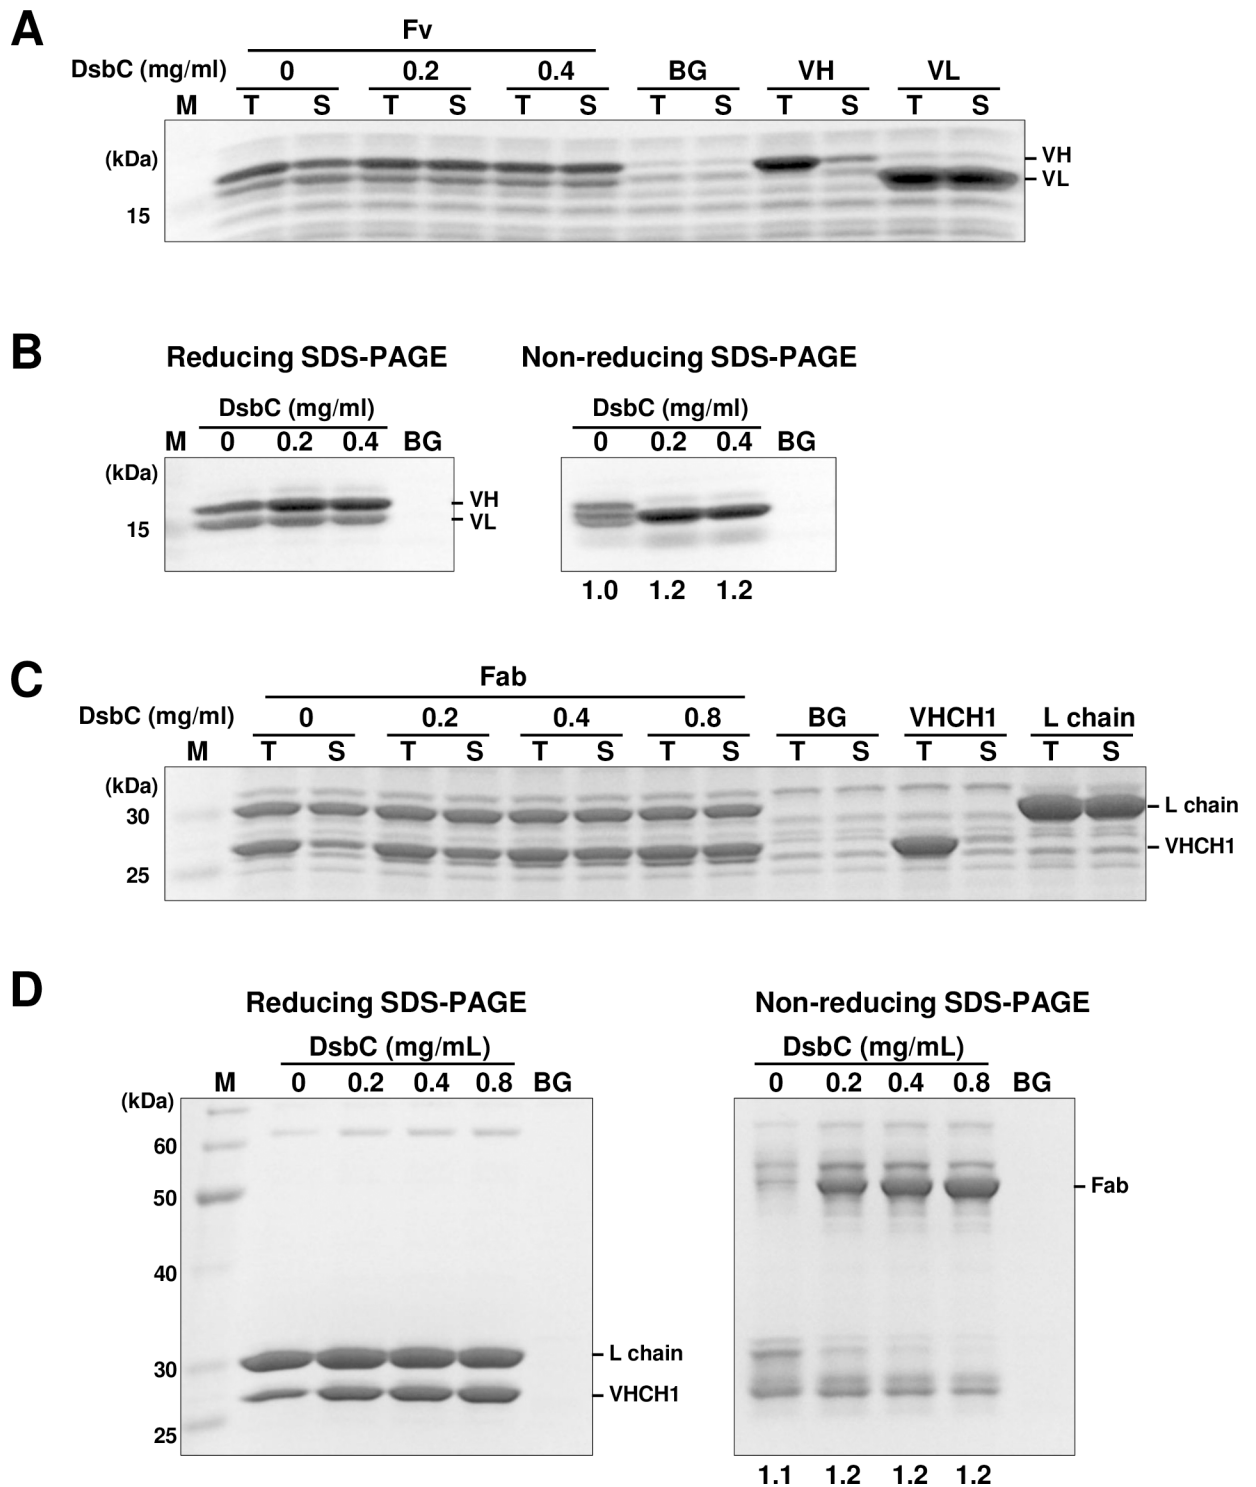 A
Fv
DsbC (mg/ml) 0 0.2 0.4 BG VH VL
M T S T S T S T S T S T S
(kDa)
VH
VL
15
B
Reducing SDS-PAGE Non-reducing SDS-PAGE
DsbC (mg/ml) DsbC (mg/ml)
M 0 0.2 0.4 BG 0 0.2 0.4 BG
(kDa)
VH
VL
15
1.0 1.2 1.2
C
Fab
DsbC (mg/ml) 0 0.2 0.4 0.8 BG VHCH1 L chain
M T S T S T S T S T S T S T S
(kDa)
30
L chain
VHCH1
25
D
Reducing SDS-PAGE Non-reducing SDS-PAGE
DsbC (mg/mL) DsbC (mg/mL)
M 0 0.2 0.4 0.8 BG 0 0.2 0.4 0.8 BG
(kDa)
60
50
Fab
40
L chain
30
VHCH1
25
1.1 1.2 1.2 1.2